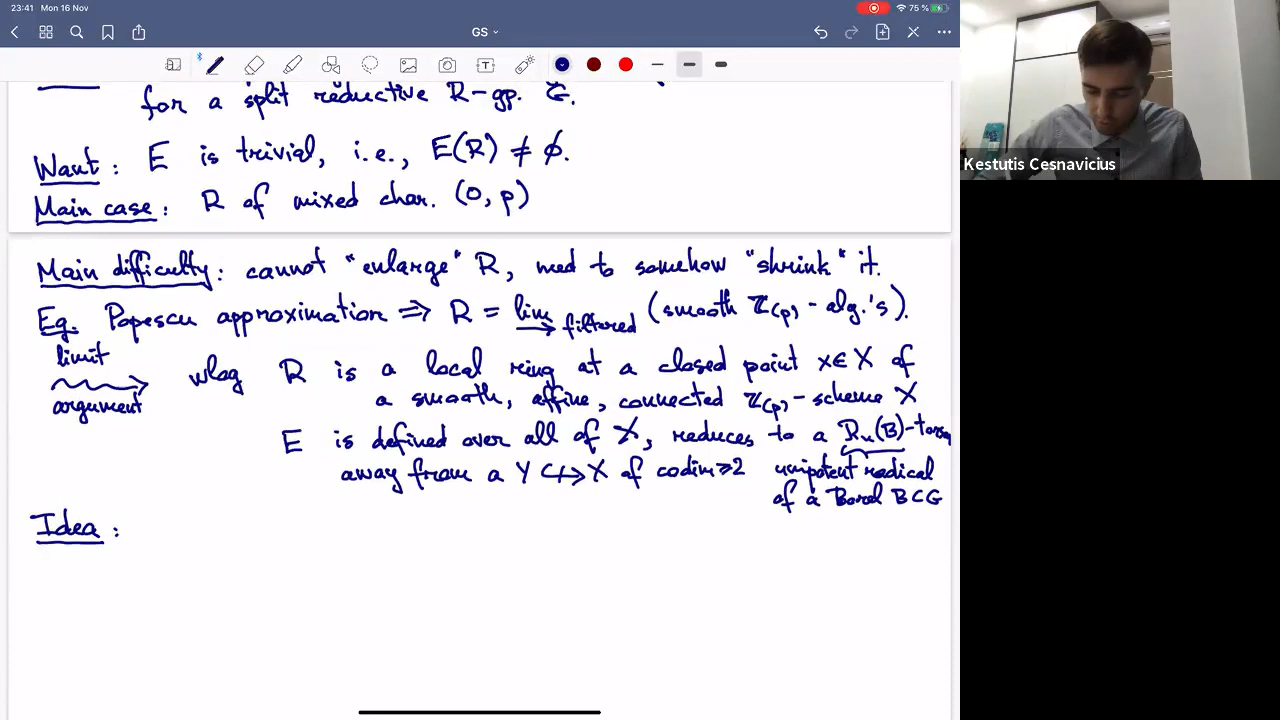 23:41 Mon 16 Nov
75 %
GS
for a split reductive R-gp. G.
Want: E is trivial, i.e., E(R) ≠ ∅.
Main case: R of mixed char. (0, p)
Main difficulty: cannot "enlarge" R, need to somehow "shrink" it.
Eg. Popescu approximation ⟹ R = lim→ filtered (smooth ℤ(p)-alg.'s).
limit argument ⇝ wlog R is a local ring at a closed point x∈X of
a smooth, affine, connected ℤ(p)-scheme X
E is defined over all of X, reduces to a Ru(B)-torsor
away from a Y ↪ X of codim ≥2 unipotent radical
of a Borel B⊂G
Idea:
Kestutis Cesnavicius